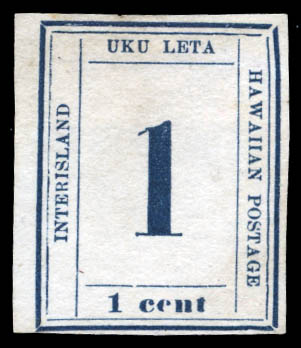 UKU LETA
INTERISLAND
1
HAWAIIAN POSTAGE
1 cent